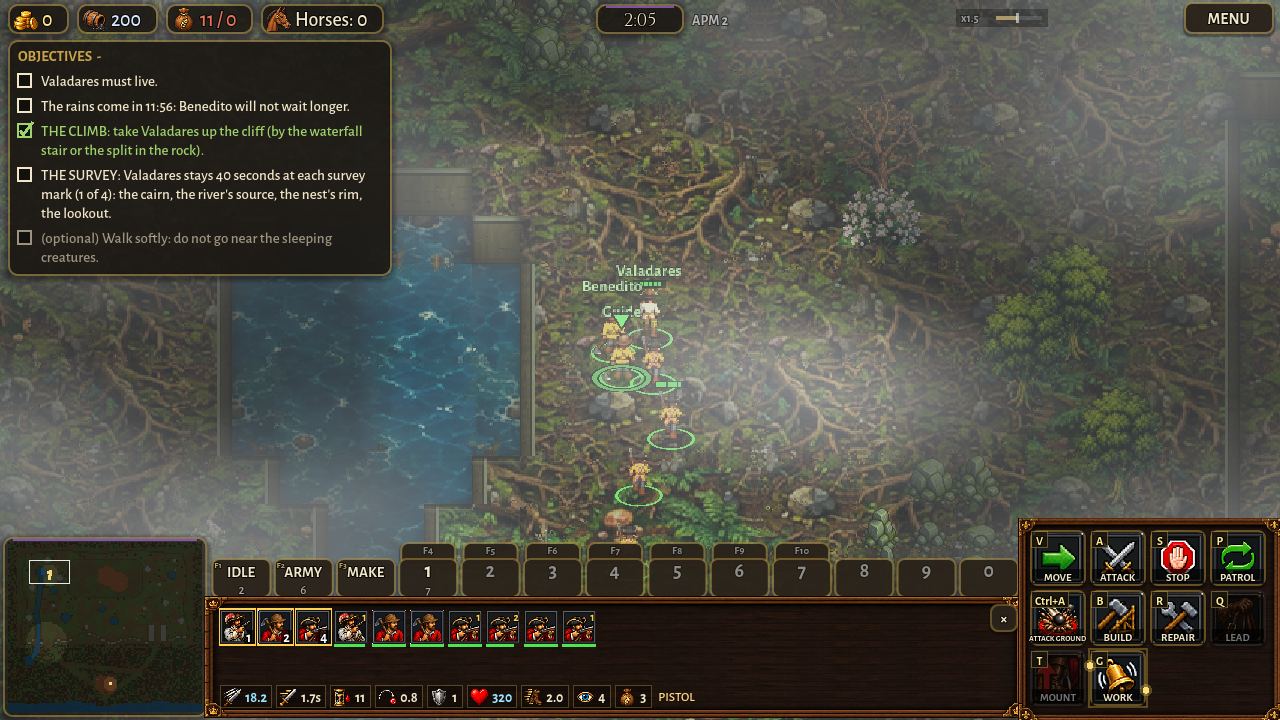 0
200
11 / 0
Horses: 0
2:05
APM 2
x1.5
MENU
OBJECTIVES -
Valadares must live.
The rains come in 11:56: Benedito will not wait longer.
THE CLIMB: take Valadares up the cliff (by the waterfall
stair or the split in the rock).
THE SURVEY: Valadares stays 40 seconds at each survey
mark (1 of 4): the cairn, the river's source, the nest's rim,
the lookout.
(optional) Walk softly: do not go near the sleeping
creatures.
Valadares
Benedito
Guide
F1 IDLE 2
F2 ARMY 6
F3 MAKE
F4 1 7
F5 2
F6 3
F7 4
F8 5
F9 6
F10 7
8
9
0
1
2
4
1
2
1
×
18.2
1.7s
11
0.8
1
320
2.0
4
3
PISTOL
V MOVE
A ATTACK
S STOP
P PATROL
Ctrl+A ATTACK GROUND
B BUILD
R REPAIR
Q LEAD
T MOUNT
G WORK